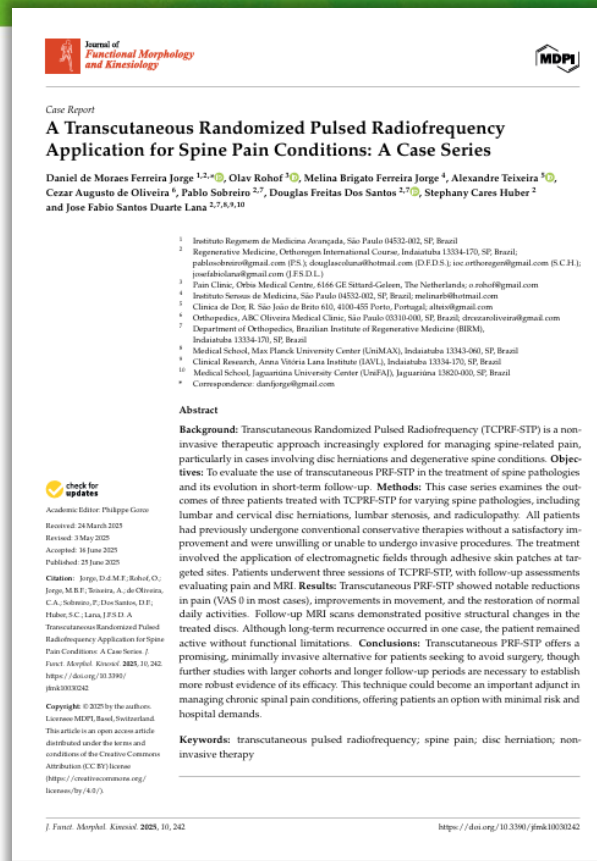 Journal of
Functional Morphology
and Kinesiology
MDPI
Case Report
A Transcutaneous Randomized Pulsed Radiofrequency
Application for Spine Pain Conditions: A Case Series
Daniel de Moraes Ferreira Jorge 1,2,*, Olav Rohof 3, Melina Brigato Ferreira Jorge 4, Alexandre Teixeira 5,
Cezar Augusto de Oliveira 6, Pablo Sobreiro 2,7, Douglas Freitas Dos Santos 2,7, Stephany Cares Huber 2
and Jose Fabio Santos Duarte Lana 2,7,8,9,10
1 Instituto Regenem de Medicina Avançada, São Paulo 04532-002, SP, Brazil
2 Regenerative Medicine, Orthoregen International Course, Indaiatuba 13334-170, SP, Brazil;
pablosobreiro@gmail.com (P.S.); douglascoluna@hotmail.com (D.F.D.S.); ioc.orthoregen@gmail.com (S.C.H.);
josefabiolana@gmail.com (J.F.S.D.L.)
3 Pain Clinic, Orbis Medical Centre, 6166 GE Sittard-Geleen, The Netherlands; o.rohof@gmail.com
4 Instituto Sensus de Medicina, São Paulo 04532-002, SP, Brazil; melinarb@hotmail.com
5 Clinica de Dor, R. São João de Brito 610, 4100-455 Porto, Portugal; alteix@gmail.com
6 Orthopedics, ABC Oliveira Medical Clinic, São Paulo 03310-000, SP, Brazil; drcezaroliveira@gmail.com
7 Department of Orthopedics, Brazilian Institute of Regenerative Medicine (BIRM),
Indaiatuba 13334-170, SP, Brazil
8 Medical School, Max Planck University Center (UniMAX), Indaiatuba 13343-060, SP, Brazil
9 Clinical Research, Anna Vitória Lana Institute (IAVL), Indaiatuba 13334-170, SP, Brazil
10 Medical School, Jaguariúna University Center (UniFAJ), Jaguariúna 13820-000, SP, Brazil
* Correspondence: danfjorge@gmail.com
Abstract
Background: Transcutaneous Randomized Pulsed Radiofrequency (TCPRF-STP) is a non-
invasive therapeutic approach increasingly explored for managing spine-related pain,
particularly in cases involving disc herniations and degenerative spine conditions. Objec-
tives: To evaluate the use of transcutaneous PRF-STP in the treatment of spine pathologies
and its evolution in short-term follow-up. Methods: This case series examines the out-
comes of three patients treated with TCPRF-STP for varying spine pathologies, including
lumbar and cervical disc herniations, lumbar stenosis, and radiculopathy. All patients
had previously undergone conventional conservative therapies without a satisfactory im-
provement and were unwilling or unable to undergo invasive procedures. The treatment
involved the application of electromagnetic fields through adhesive skin patches at tar-
geted sites. Patients underwent three sessions of TCPRF-STP, with follow-up assessments
evaluating pain and MRI. Results: Transcutaneous PRF-STP showed notable reductions
in pain (VAS 0 in most cases), improvements in movement, and the restoration of normal
daily activities. Follow-up MRI scans demonstrated positive structural changes in the
treated discs. Although long-term recurrence occurred in one case, the patient remained
active without functional limitations. Conclusions: Transcutaneous PRF-STP offers a
promising, minimally invasive alternative for patients seeking to avoid surgery, though
further studies with larger cohorts and longer follow-up periods are necessary to establish
more robust evidence of its efficacy. This technique could become an important adjunct in
managing chronic spinal pain conditions, offering patients an option with minimal risk and
hospital demands.
Keywords: transcutaneous pulsed radiofrequency; spine pain; disc herniation; non-
invasive therapy
check for
updates
Academic Editor: Philippe Gorce
Received: 24 March 2025
Revised: 3 May 2025
Accepted: 16 June 2025
Published: 25 June 2025
Citation: Jorge, D.d.M.F.; Rohof, O.;
Jorge, M.B.F.; Teixeira, A.; de Oliveira,
C.A.; Sobreiro, P.; Dos Santos, D.F.;
Huber, S.C.; Lana, J.F.S.D. A
Transcutaneous Randomized Pulsed
Radiofrequency Application for Spine
Pain Conditions: A Case Series. J.
Funct. Morphol. Kinesiol. 2025, 10, 242.
https://doi.org/10.3390/
jfmk10030242
Copyright: © 2025 by the authors.
Licensee MDPI, Basel, Switzerland.
This article is an open access article
distributed under the terms and
conditions of the Creative Commons
Attribution (CC BY) license
(https://creativecommons.org/
licenses/by/4.0/).
J. Funct. Morphol. Kinesiol. 2025, 10, 242
https://doi.org/10.3390/jfmk10030242